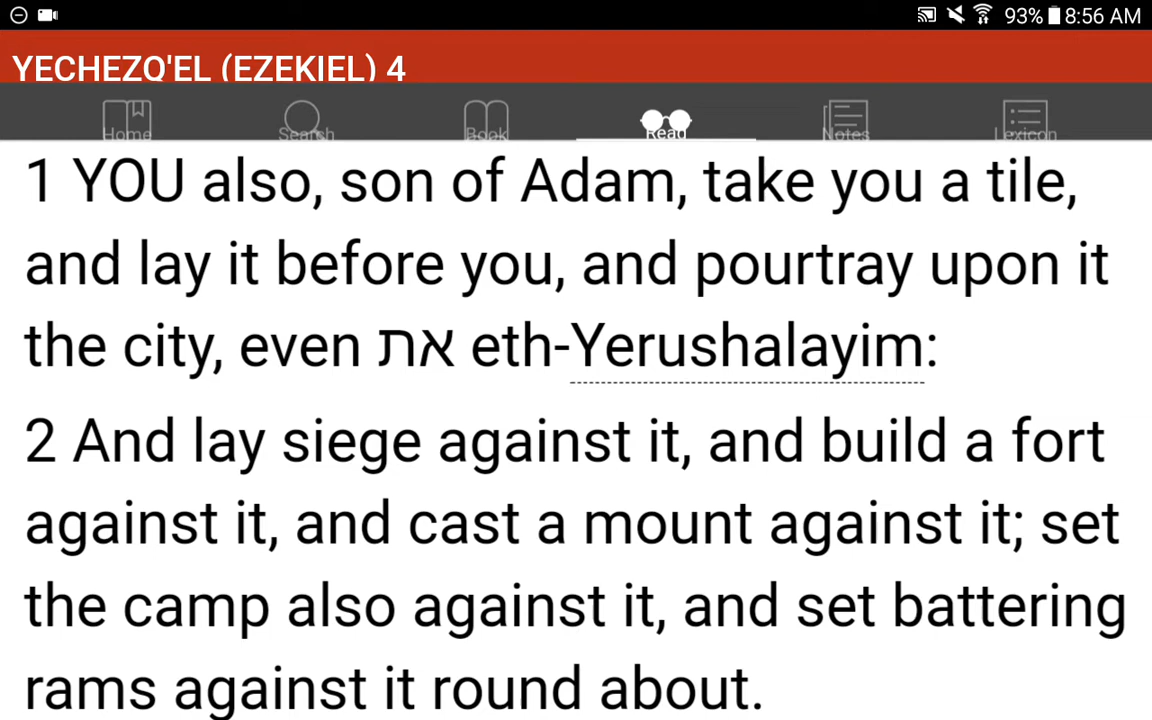 93% 8:56 AM
YECHEZQ'EL (EZEKIEL) 4
Home Search Book Read Notes Lexicon
1 YOU also, son of Adam, take you a tile,
and lay it before you, and pourtray upon it
the city, even את eth-Yerushalayim:
2 And lay siege against it, and build a fort
against it, and cast a mount against it; set
the camp also against it, and set battering
rams against it round about.